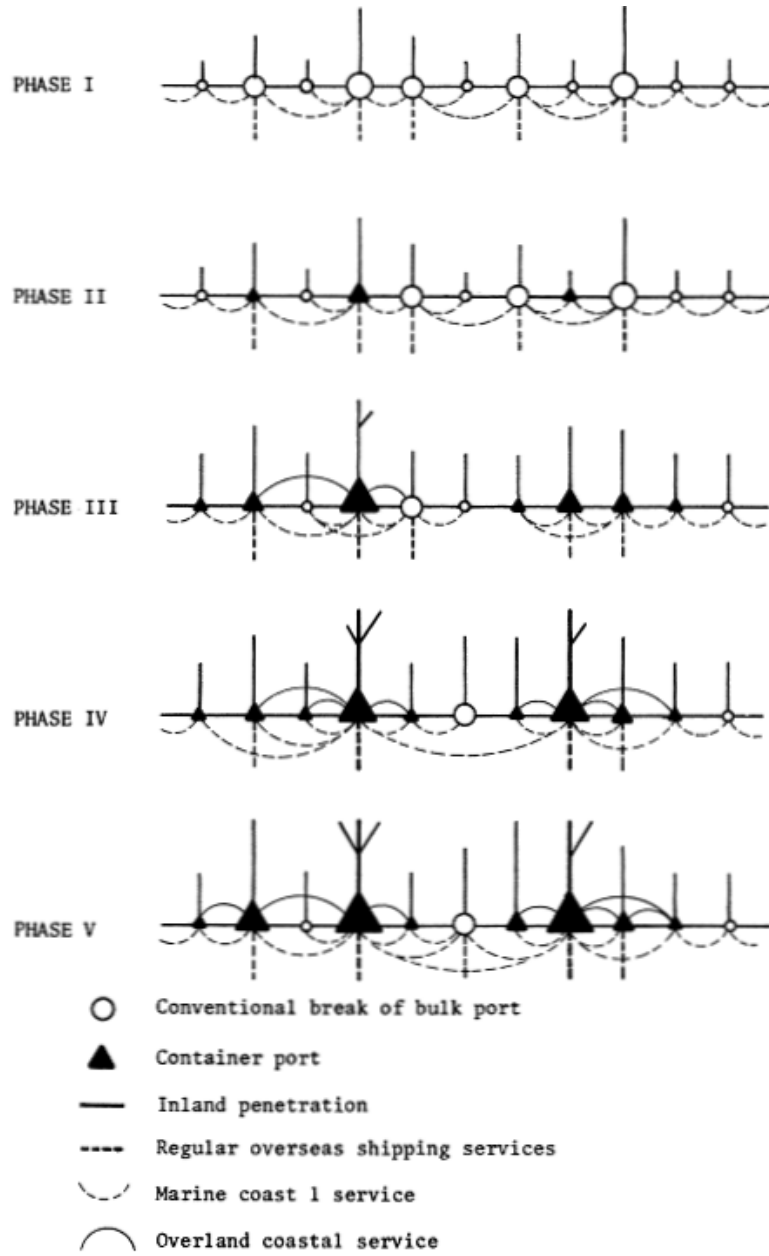 PHASE I
PHASE II
PHASE III
PHASE IV
PHASE V
Conventional break of bulk port
Container port
Inland penetration
Regular overseas shipping services
Marine coast l service
Overland coastal service